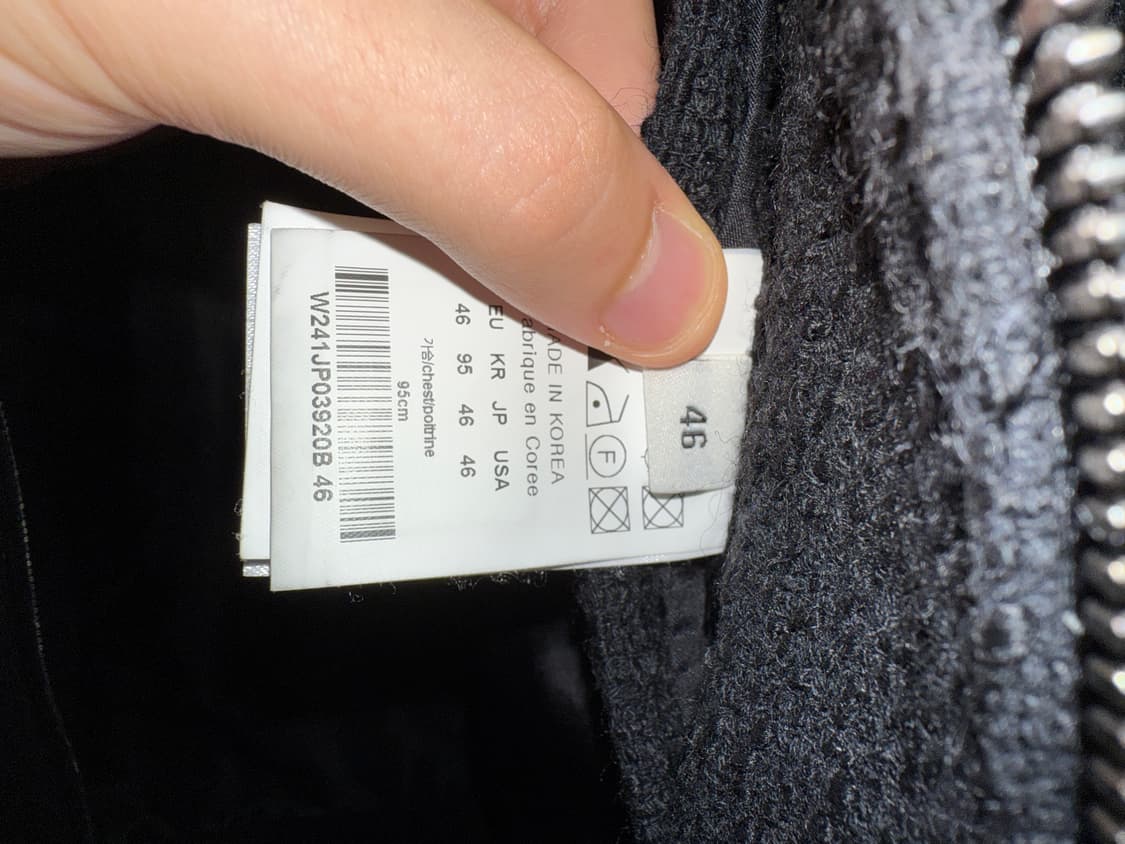 46
F
MADE IN KOREA
abrique en Coree
EU KR JP USA
46 95 46 46
가슴/chest/poitrine
95cm
W241JP03920B 46